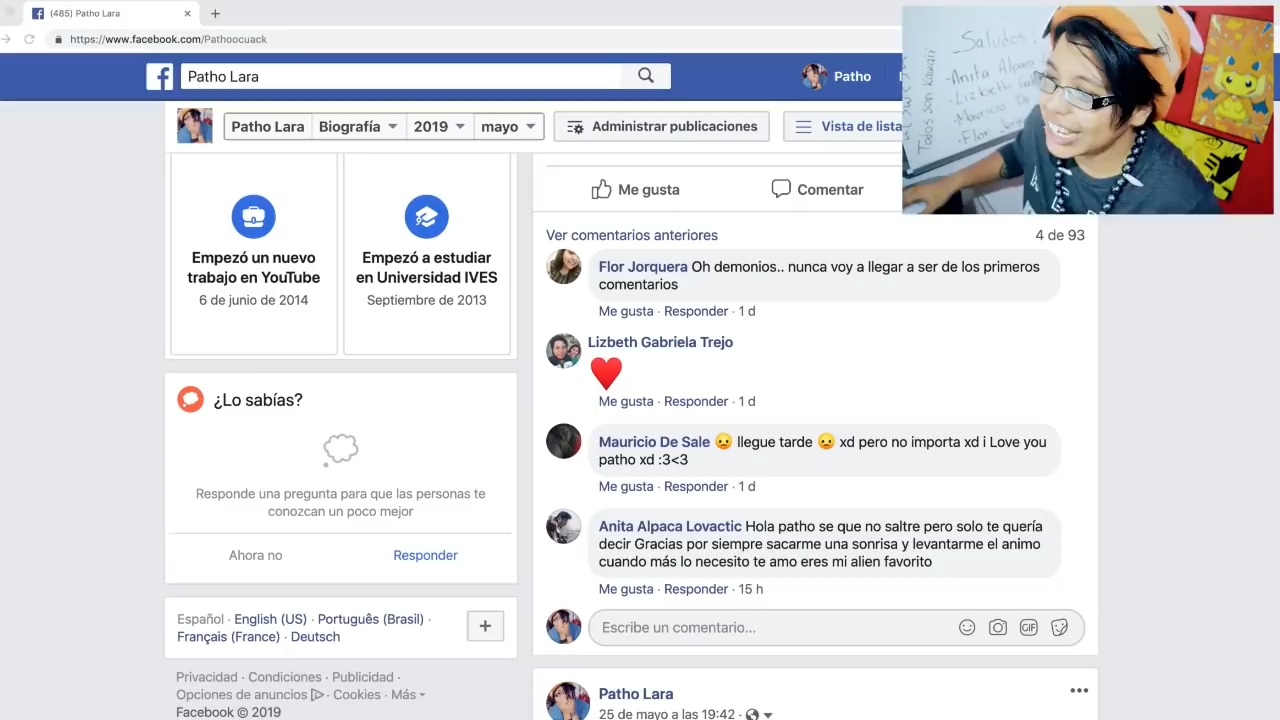 (485) Patho Lara
https://www.facebook.com/Pathoocuack
Patho Lara
Patho
Patho Lara
Biografía
2019
mayo
Administrar publicaciones
Vista de lista
Saludos!
-Anita Alpaca
-Lizbeth
-Mauricio De
-Flor
Todos son kawaii
Empezó un nuevo
trabajo en YouTube
6 de junio de 2014
Empezó a estudiar
en Universidad IVES
Septiembre de 2013
¿Lo sabías?
Responde una pregunta para que las personas te
conozcan un poco mejor
Ahora no
Responder
Español · English (US) · Português (Brasil) ·
Français (France) · Deutsch
Privacidad · Condiciones · Publicidad ·
Opciones de anuncios · Cookies · Más
Facebook © 2019
Me gusta
Comentar
Ver comentarios anteriores
4 de 93
Flor Jorquera Oh demonios.. nunca voy a llegar a ser de los primeros
comentarios
Me gusta · Responder · 1 d
Lizbeth Gabriela Trejo
Me gusta · Responder · 1 d
Mauricio De Sale 😠 llegue tarde 😠 xd pero no importa xd i Love you
patho xd :3<3
Me gusta · Responder · 1 d
Anita Alpaca Lovactic Hola patho se que no saltre pero solo te quería
decir Gracias por siempre sacarme una sonrisa y levantarme el animo
cuando más lo necesito te amo eres mi alien favorito
Me gusta · Responder · 15 h
Escribe un comentario...
GIF
Patho Lara
25 de mayo a las 19:42 ·